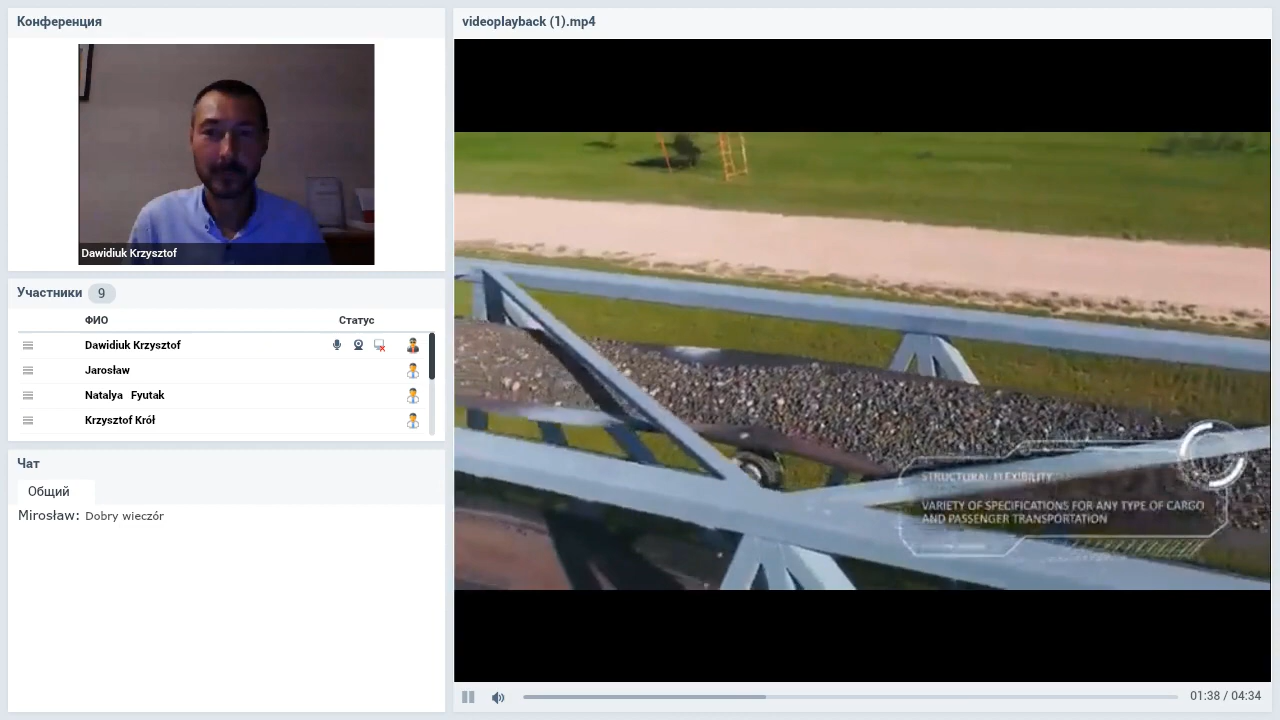 Конференция
Dawidiuk Krzysztof
Участники 9
ФИО Статус
Dawidiuk Krzysztof
Jarosław
Natalya Fyutak
Krzysztof Król
Чат
Общий
Mirosław: Dobry wieczór
videoplayback (1).mp4
STRUCTURAL FLEXIBILITY
VARIETY OF SPECIFICATIONS FOR ANY TYPE OF CARGO
AND PASSENGER TRANSPORTATION
01:38 / 04:34